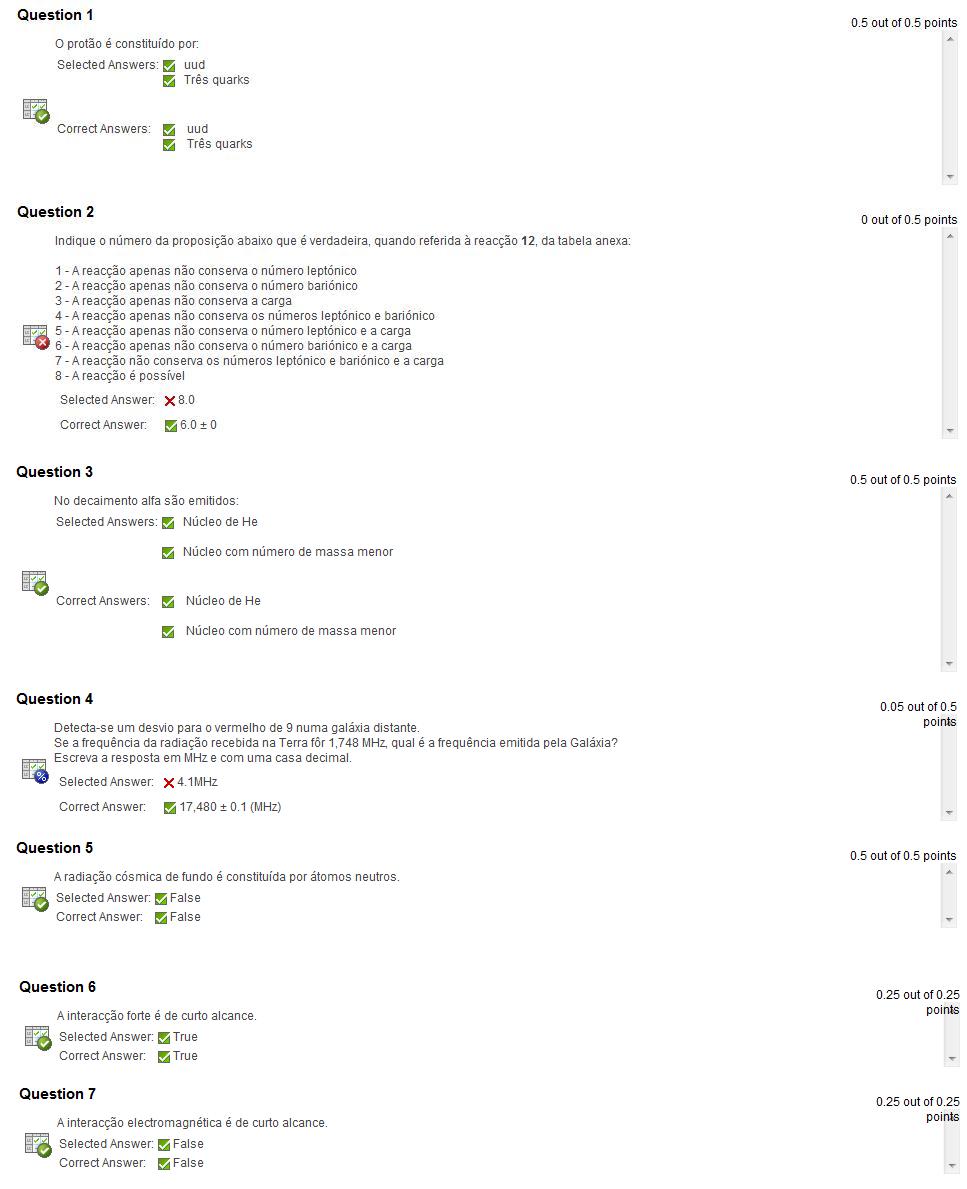 Question 1
0.5 out of 0.5 points
O protão é constituído por:
Selected Answers: uud
Três quarks
Correct Answers: uud
Três quarks
Question 2
0 out of 0.5 points
Indique o número da proposição abaixo que é verdadeira, quando referida à reacção 12, da tabela anexa:
1 - A reacção apenas não conserva o número leptónico
2 - A reacção apenas não conserva o número bariónico
3 - A reacção apenas não conserva a carga
4 - A reacção apenas não conserva os números leptónico e bariónico
5 - A reacção apenas não conserva o número leptónico e a carga
6 - A reacção apenas não conserva o número bariónico e a carga
7 - A reacção não conserva os números leptónico e bariónico e a carga
8 - A reacção é possível
Selected Answer: 8.0
Correct Answer: 6.0 ± 0
Question 3
0.5 out of 0.5 points
No decaimento alfa são emitidos:
Selected Answers: Núcleo de He
Núcleo com número de massa menor
Correct Answers: Núcleo de He
Núcleo com número de massa menor
Question 4
0.05 out of 0.5
points
Detecta-se um desvio para o vermelho de 9 numa galáxia distante.
Se a frequência da radiação recebida na Terra fôr 1,748 MHz, qual é a frequência emitida pela Galáxia?
Escreva a resposta em MHz e com uma casa decimal.
Selected Answer: 4.1MHz
Correct Answer: 17,480 ± 0.1 (MHz)
Question 5
0.5 out of 0.5 points
A radiação cósmica de fundo é constituída por átomos neutros.
Selected Answer: False
Correct Answer: False
Question 6
0.25 out of 0.25
points
A interacção forte é de curto alcance.
Selected Answer: True
Correct Answer: True
Question 7
0.25 out of 0.25
points
A interacção electromagnética é de curto alcance.
Selected Answer: False
Correct Answer: False